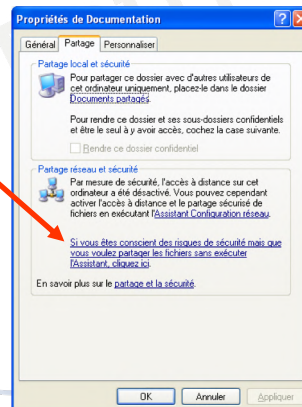 Propriétés de Documentation
Général Partage Personnaliser
Partage local et sécurité
Pour partager ce dossier avec d'autres utilisateurs de
cet ordinateur uniquement, placez-le dans le dossier
Documents partagés.
Pour rendre ce dossier et ses sous-dossiers confidentiels
et être le seul à y avoir accès, cochez la case suivante.
Rendre ce dossier confidentiel
Partage réseau et sécurité
Par mesure de sécurité, l'accès à distance sur cet
ordinateur a été désactivé. Vous pouvez cependant
activer l'accès à distance et le partage sécurisé de
fichiers en exécutant l'Assistant Configuration réseau.
Si vous êtes conscient des risques de sécurité mais que
vous voulez partager les fichiers sans exécuter
l'Assistant, cliquez ici.
En savoir plus sur le partage et la sécurité.
OK Annuler Appliquer